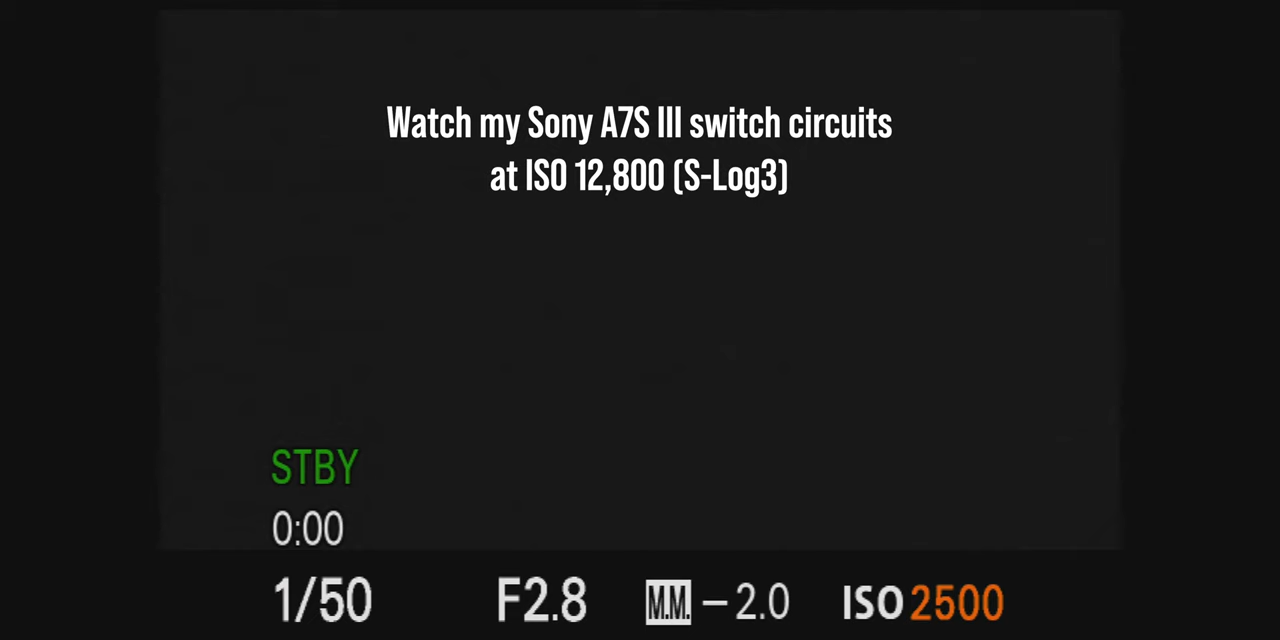 Watch my Sony A7S III switch circuits
at ISO 12,800 (S-Log3)
STBY
0:00
1/50 F2.8 M.M. – 2.0 ISO 2500